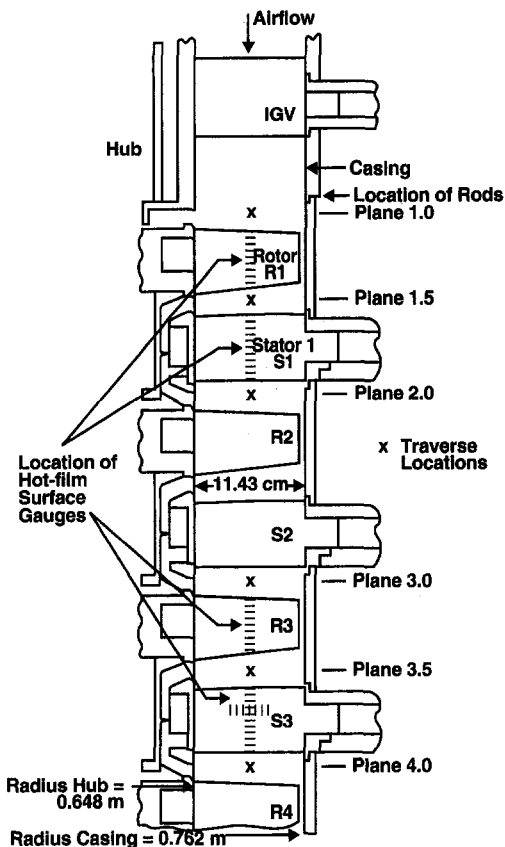 Airflow
IGV
Hub
Casing
Location of Rods
x
Plane 1.0
Rotor
R1
x
Plane 1.5
Stator 1
S1
x
Plane 2.0
R2
x Traverse
Locations
Location of
Hot-film
Surface
Gauges
11.43 cm
S2
x
Plane 3.0
R3
x
Plane 3.5
S3
x
Plane 4.0
Radius Hub =
0.648 m
R4
Radius Casing = 0.762 m